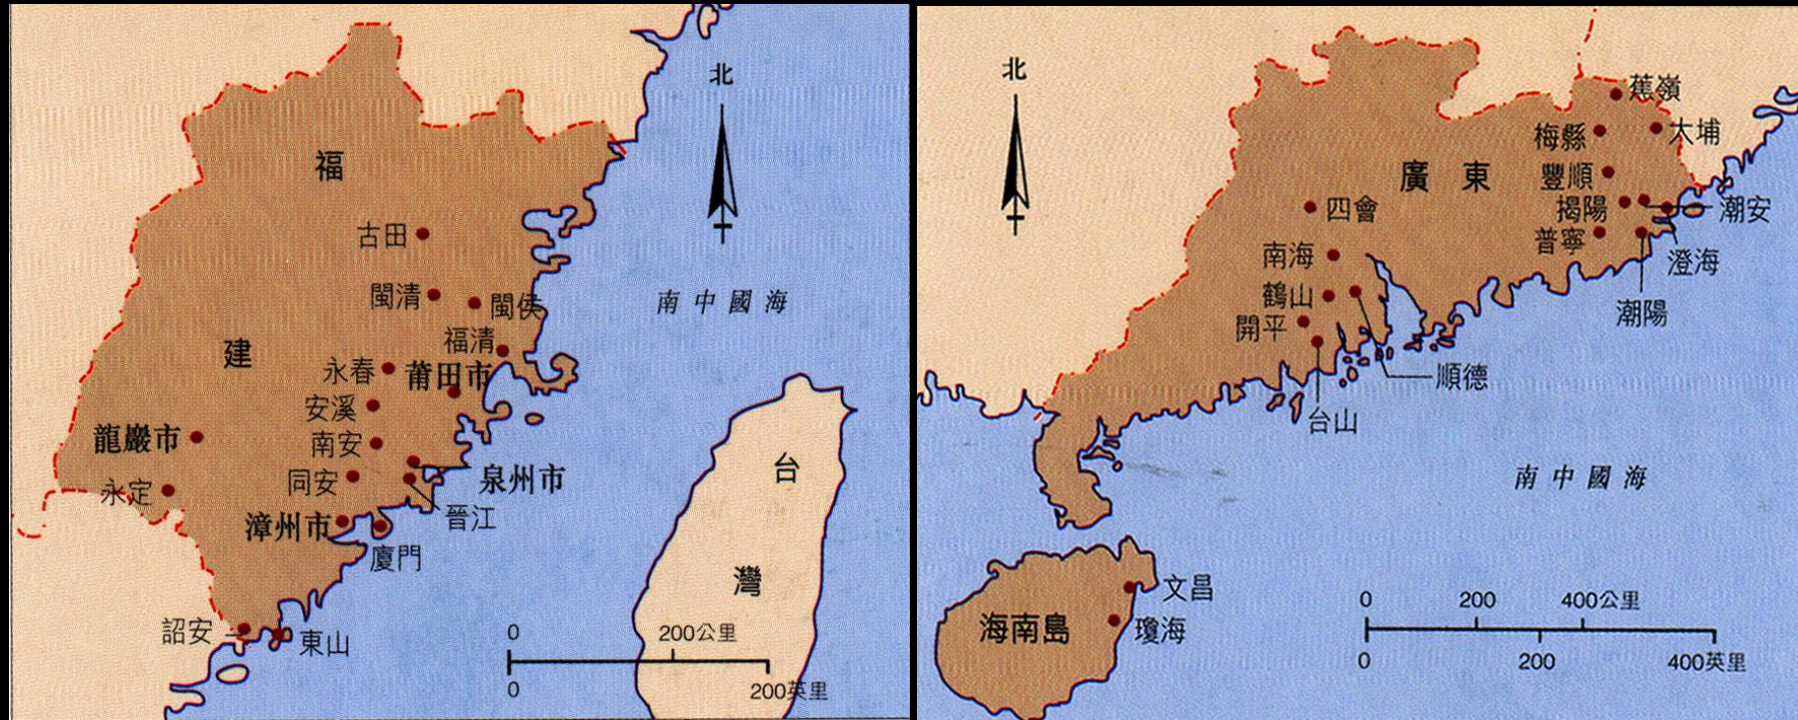 北
福
建
古田
閩清
閩侯
福清
永春
莆田市
安溪
南安
龍巖市
同安
泉州市
永定
漳州市
晉江
廈門
詔安
東山
南中國海
台
灣
0 200公里
0 200英里
北
蕉嶺
梅縣
大埔
廣東
豐順
四會
揭陽
潮安
普寧
南海
澄海
鶴山
潮陽
開平
順德
台山
南中國海
文昌
海南島
瓊海
0 200 400公里
0 200 400英里